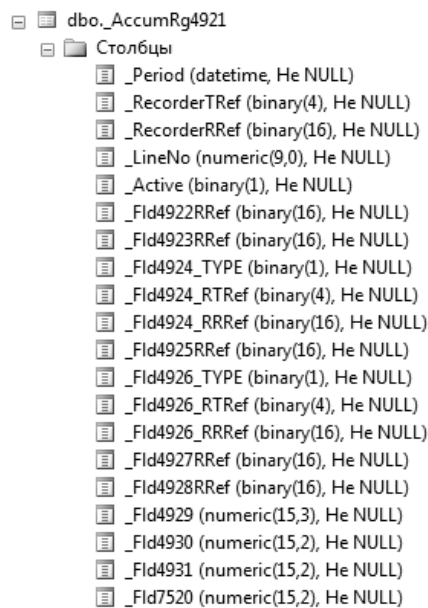 dbo._AccumRg4921
Столбцы
_Period (datetime, Не NULL)
_RecorderTRef (binary(4), Не NULL)
_RecorderRRef (binary(16), Не NULL)
_LineNo (numeric(9,0), Не NULL)
_Active (binary(1), Не NULL)
_Fld4922RRef (binary(16), Не NULL)
_Fld4923RRef (binary(16), Не NULL)
_Fld4924_TYPE (binary(1), Не NULL)
_Fld4924_RTRef (binary(4), Не NULL)
_Fld4924_RRRef (binary(16), Не NULL)
_Fld4925RRef (binary(16), Не NULL)
_Fld4926_TYPE (binary(1), Не NULL)
_Fld4926_RTRef (binary(4), Не NULL)
_Fld4926_RRRef (binary(16), Не NULL)
_Fld4927RRef (binary(16), Не NULL)
_Fld4928RRef (binary(16), Не NULL)
_Fld4929 (numeric(15,3), Не NULL)
_Fld4930 (numeric(15,2), Не NULL)
_Fld4931 (numeric(15,2), Не NULL)
_Fld7520 (numeric(15,2), Не NULL)